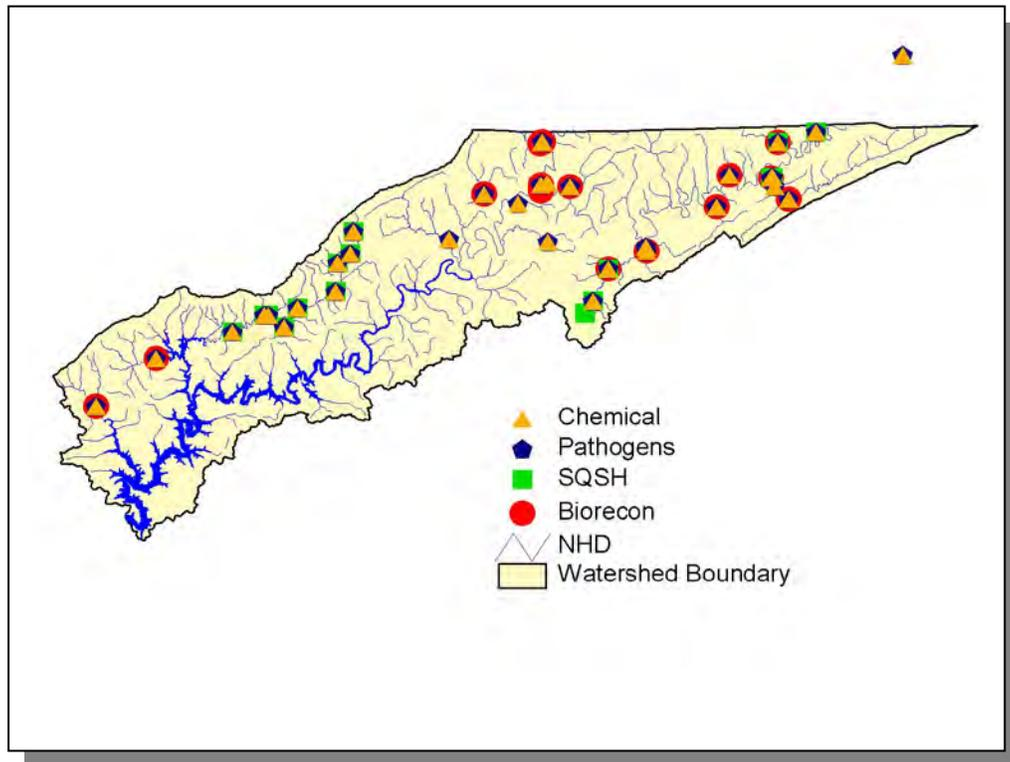 Chemical
Pathogens
SQSH
Biorecon
NHD
Watershed Boundary